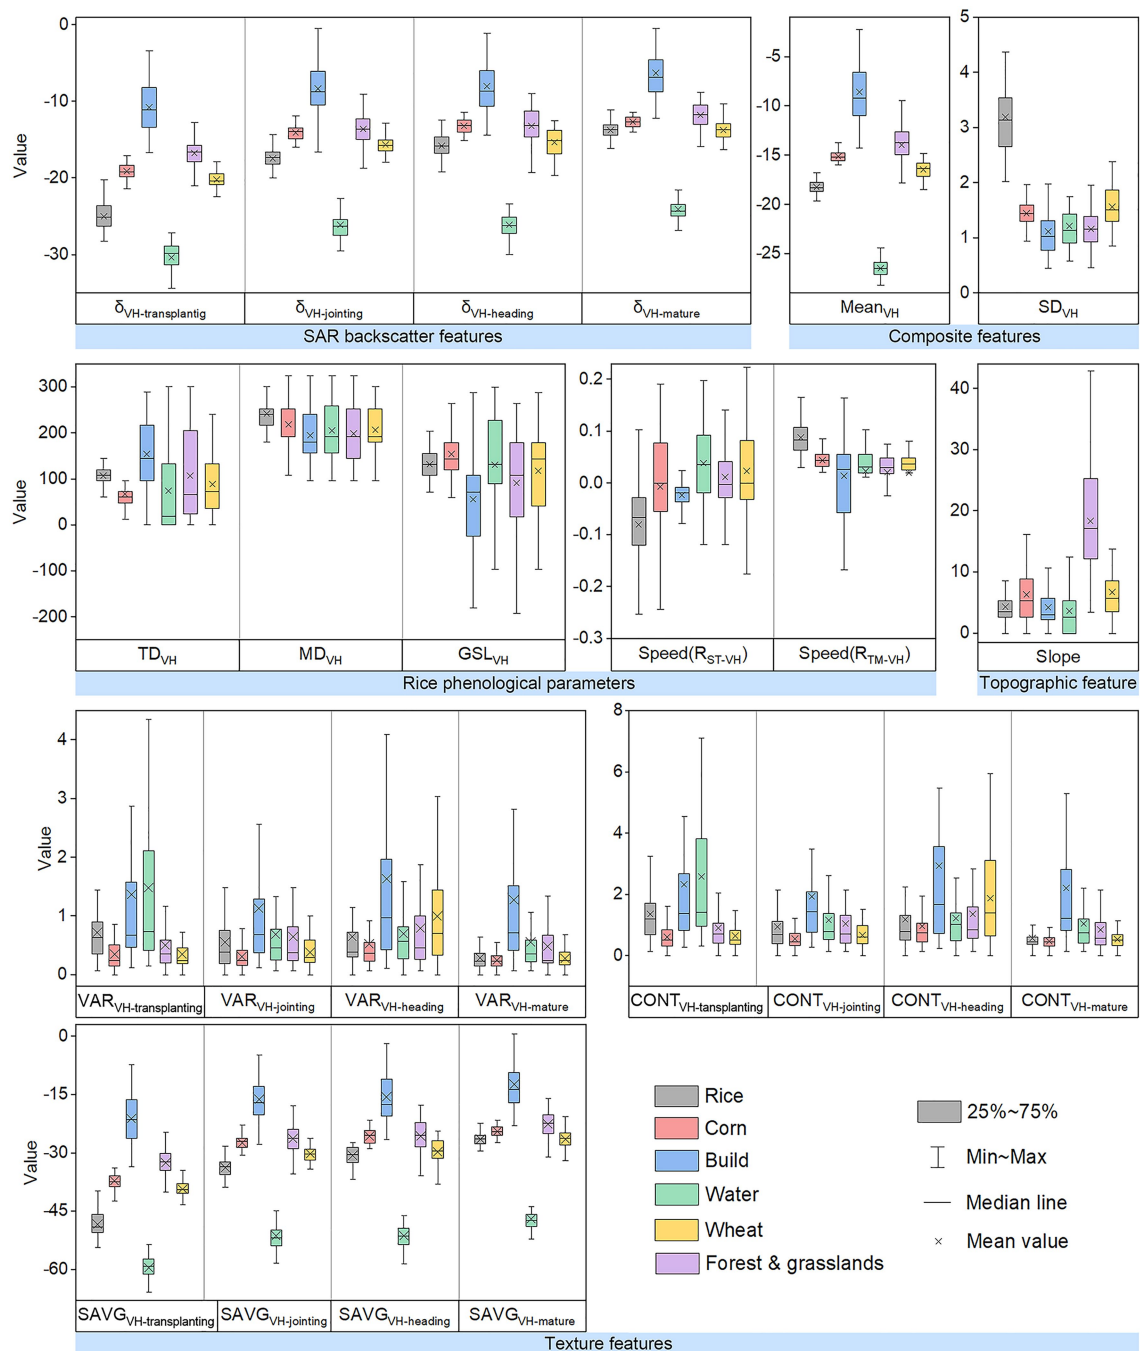 0
-10
-20
-30
Value
δVH-transplantig
δVH-jointing
δVH-heading
δVH-mature
SAR backscatter features
-5
-10
-15
-20
-25
MeanVH
5
4
3
2
1
0
SDVH
Composite features
300
200
100
0
-100
-200
Value
TDVH
MDVH
GSLVH
0.2
0.1
0.0
-0.1
-0.2
-0.3
Speed(RST-VH)
Speed(RTM-VH)
Rice phenological parameters
40
30
20
10
0
Slope
Topographic feature
4
3
2
1
0
Value
VARVH-transplanting
VARVH-jointing
VARVH-heading
VARVH-mature
8
6
4
2
0
CONTVH-tansplanting
CONTVH-jointing
CONTVH-heading
CONTVH-mature
0
-15
-30
-45
-60
Value
SAVGVH-transplanting
SAVGVH-jointing
SAVGVH-heading
SAVGVH-mature
Rice
Corn
Build
Water
Wheat
Forest & grasslands
25%~75%
Min~Max
Median line
Mean value
Texture features